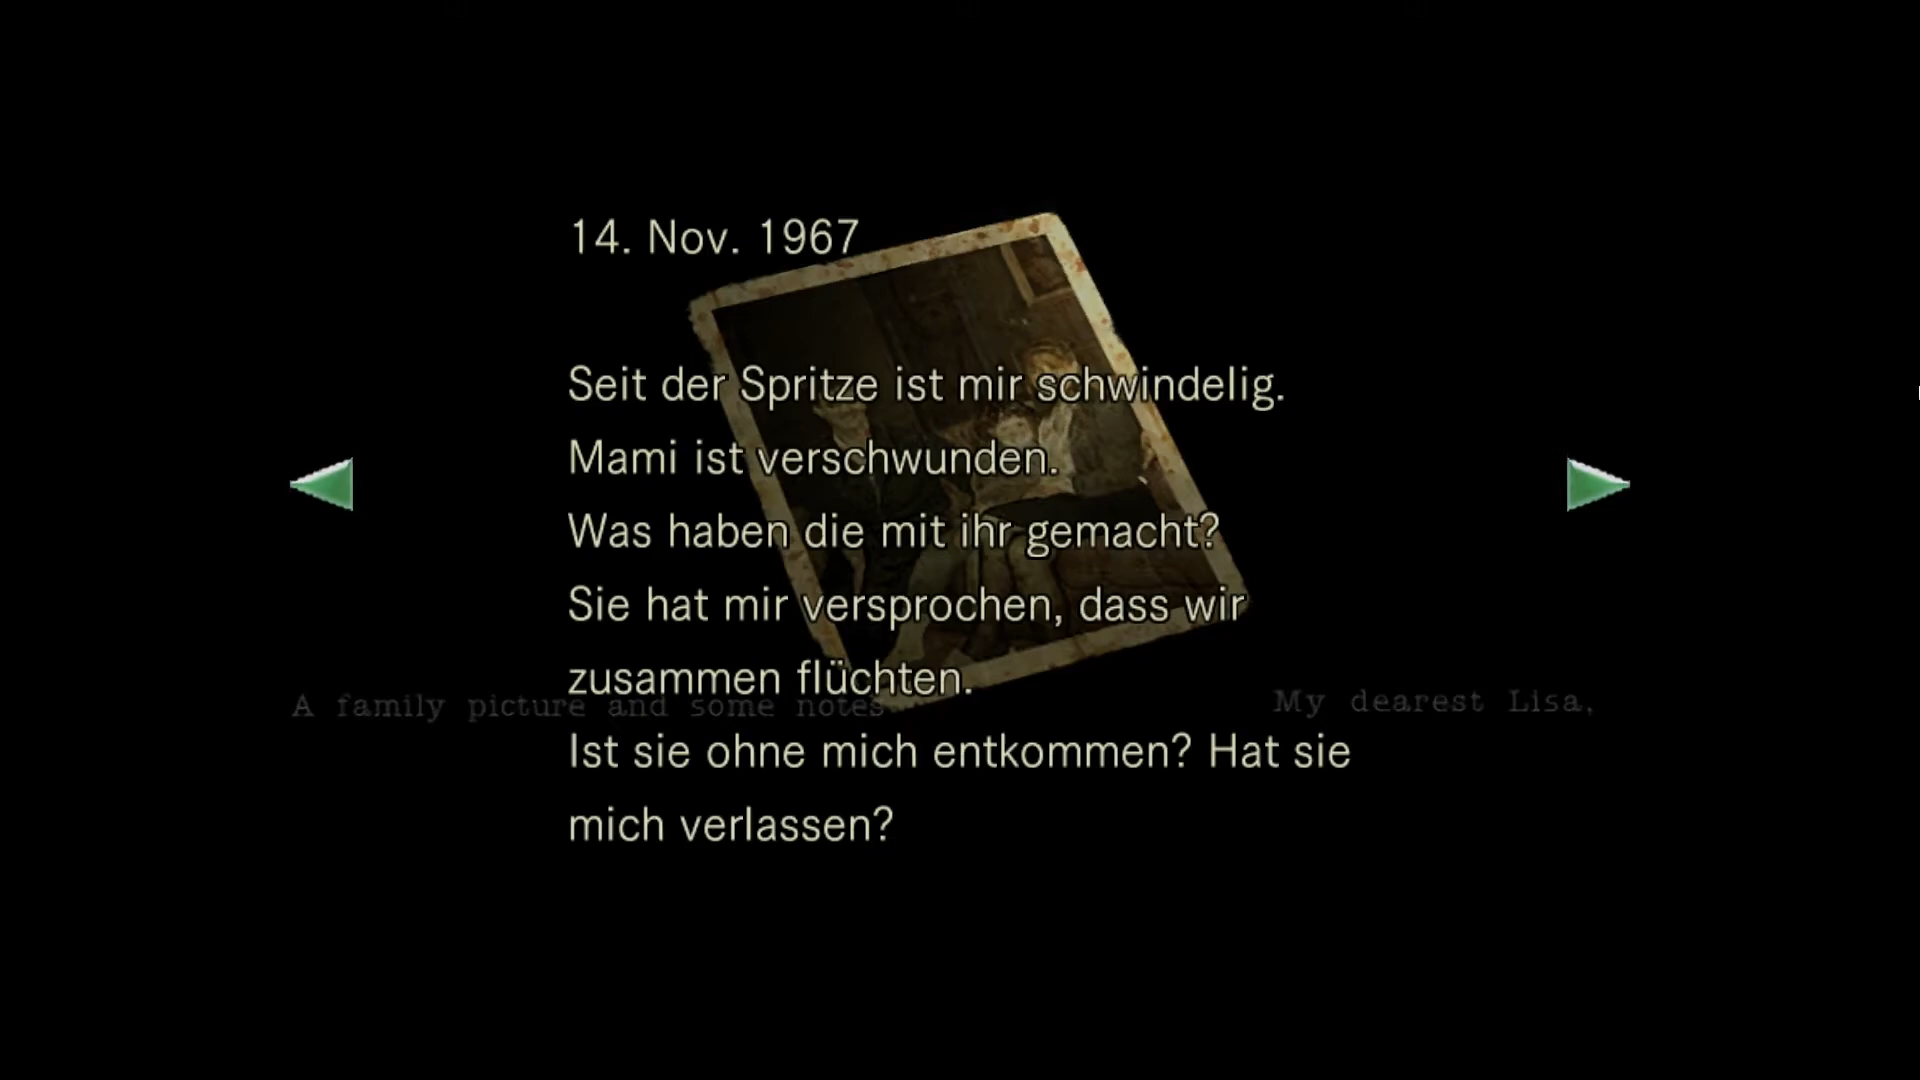 14. Nov. 1967
Seit der Spritze ist mir schwindelig.
Mami ist verschwunden.
Was haben die mit ihr gemacht?
Sie hat mir versprochen, dass wir
zusammen flüchten.
A family picture and some notes
My dearest Lisa,
Ist sie ohne mich entkommen? Hat sie
mich verlassen?